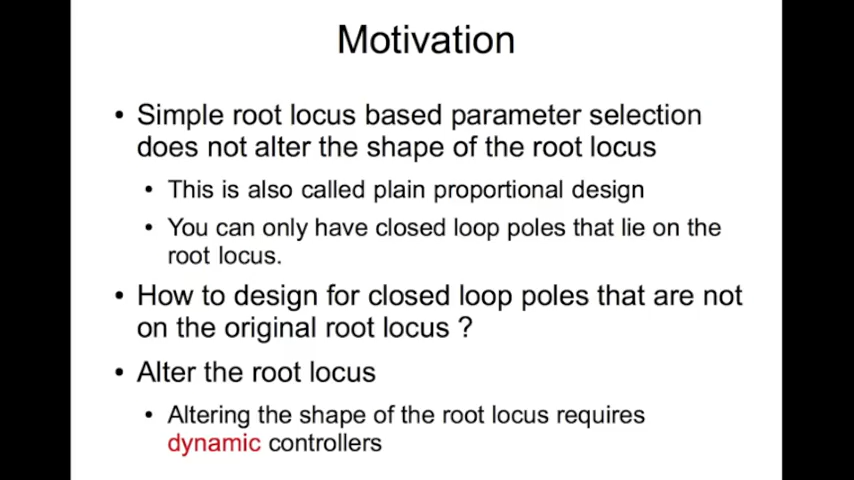 Motivation
• Simple root locus based parameter selection
does not alter the shape of the root locus
• This is also called plain proportional design
• You can only have closed loop poles that lie on the
root locus.
• How to design for closed loop poles that are not
on the original root locus ?
• Alter the root locus
• Altering the shape of the root locus requires
dynamic controllers